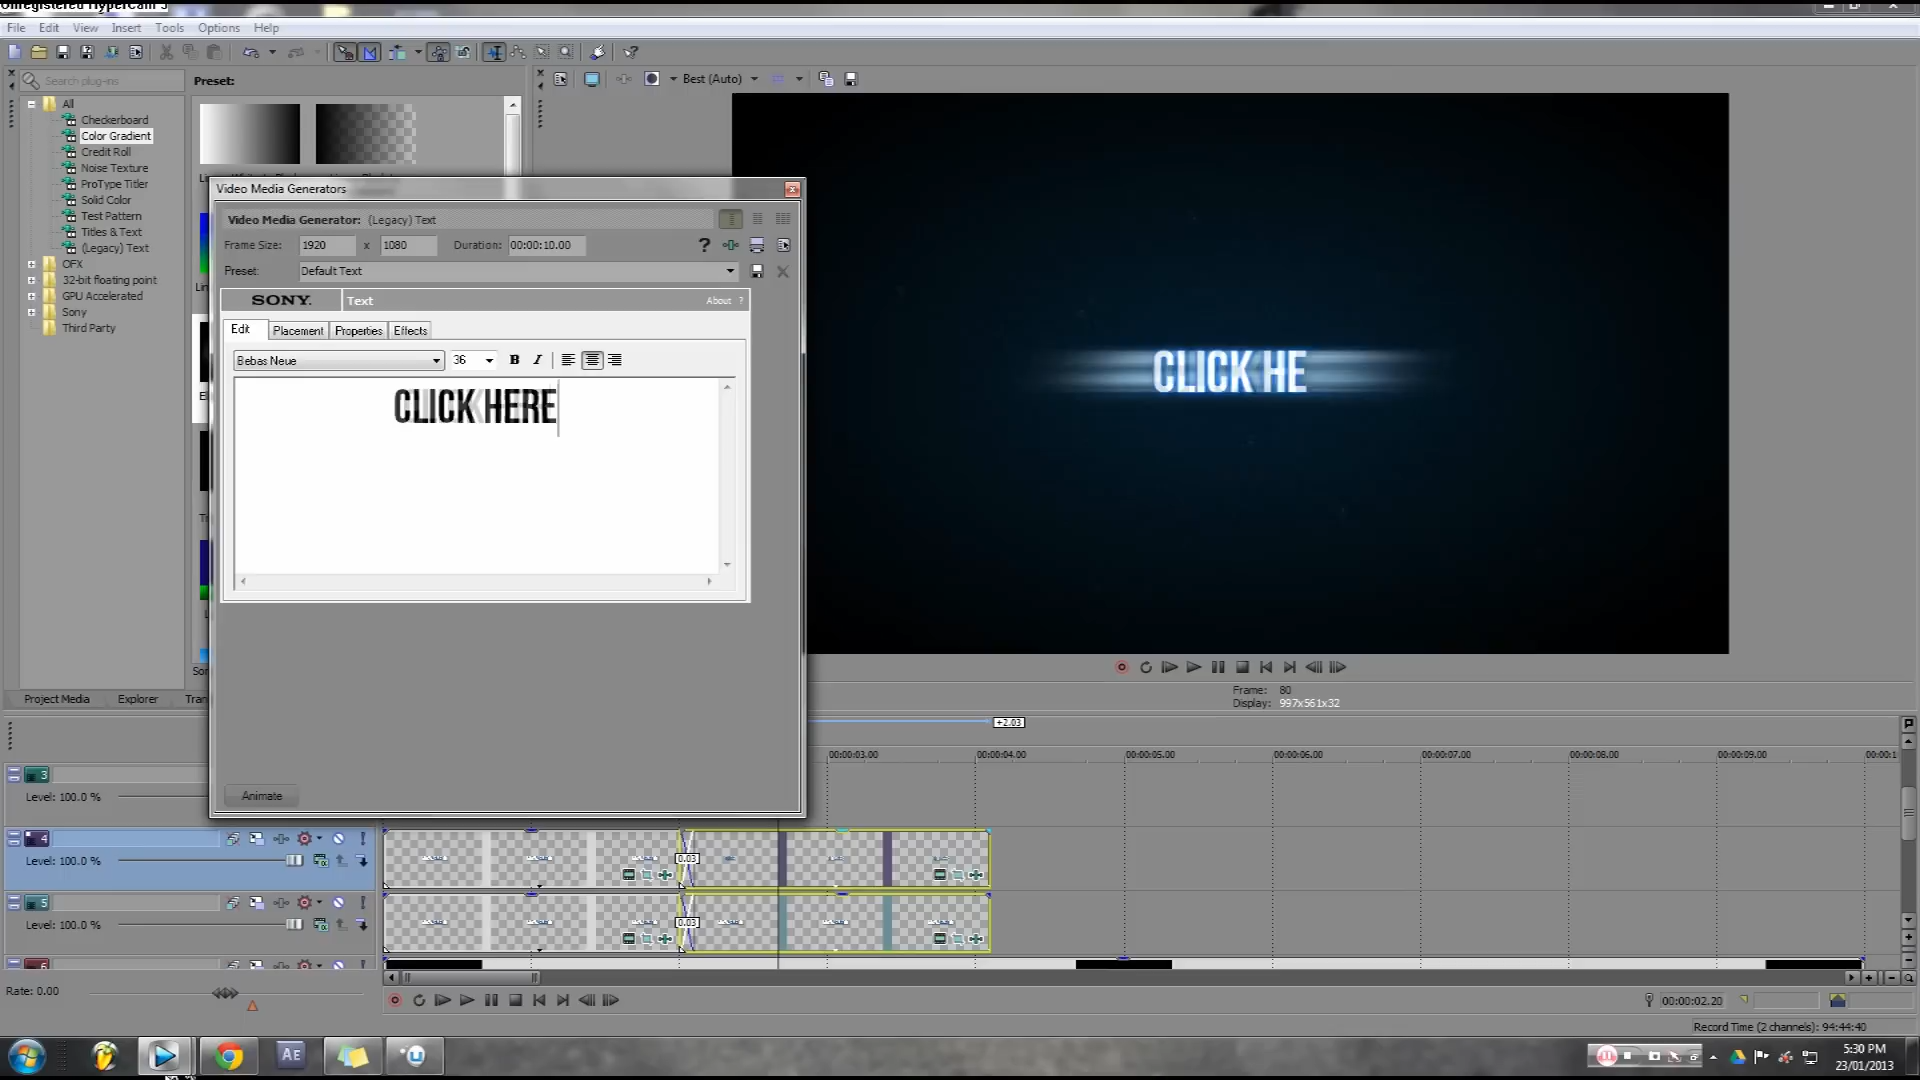 Unregistered HyperCam 3
File Edit View Insert Tools Options Help
Search plug-ins
Preset:
Best (Auto)
All
Checkerboard
Color Gradient
Credit Roll
Noise Texture
ProType Titler
Solid Color
Test Pattern
Titles & Text
(Legacy) Text
OFX
32-bit floating point
GPU Accelerated
Sony
Third Party
Video Media Generators
Video Media Generator: (Legacy) Text
Frame Size: 1920 x 1080 Duration: 00:00:10.00
Preset: Default Text
SONY. Text About ?
Edit Placement Properties Effects
Bebas Neue 36 B I
CLICK HERE
Animate
CLICK HE
Frame: 80
Display: 997x561x32
Project Media Explorer
+2.03
00:00:03.00 00:00:04.00 00:00:05.00 00:00:06.00 00:00:07.00 00:00:08.00 00:00:09.00
3
Level: 100.0 %
4
Level: 100.0 %
0.03
5
Level: 100.0 %
0.03
Rate: 0.00
00:00:02.20
Record Time (2 channels): 94:44:40
AE
5:30 PM
23/01/2013